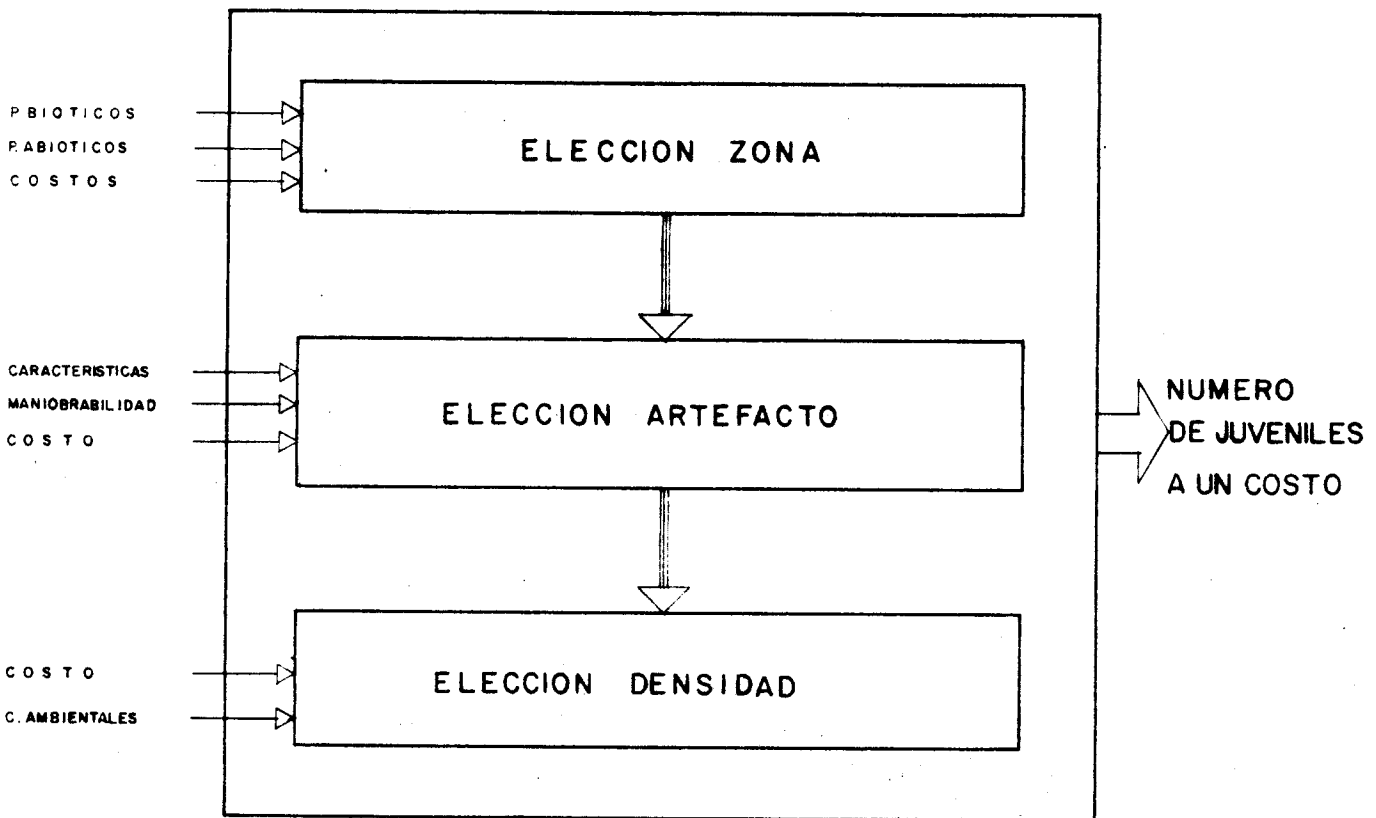 P BIOTICOS
P. ABIOTICOS
COSTOS
ELECCION ZONA
CARACTERISTICAS
MANIOBRABILIDAD
COSTO
ELECCION ARTEFACTO
NUMERO
DE JUVENILES
A UN COSTO
COSTO
C. AMBIENTALES
ELECCION DENSIDAD